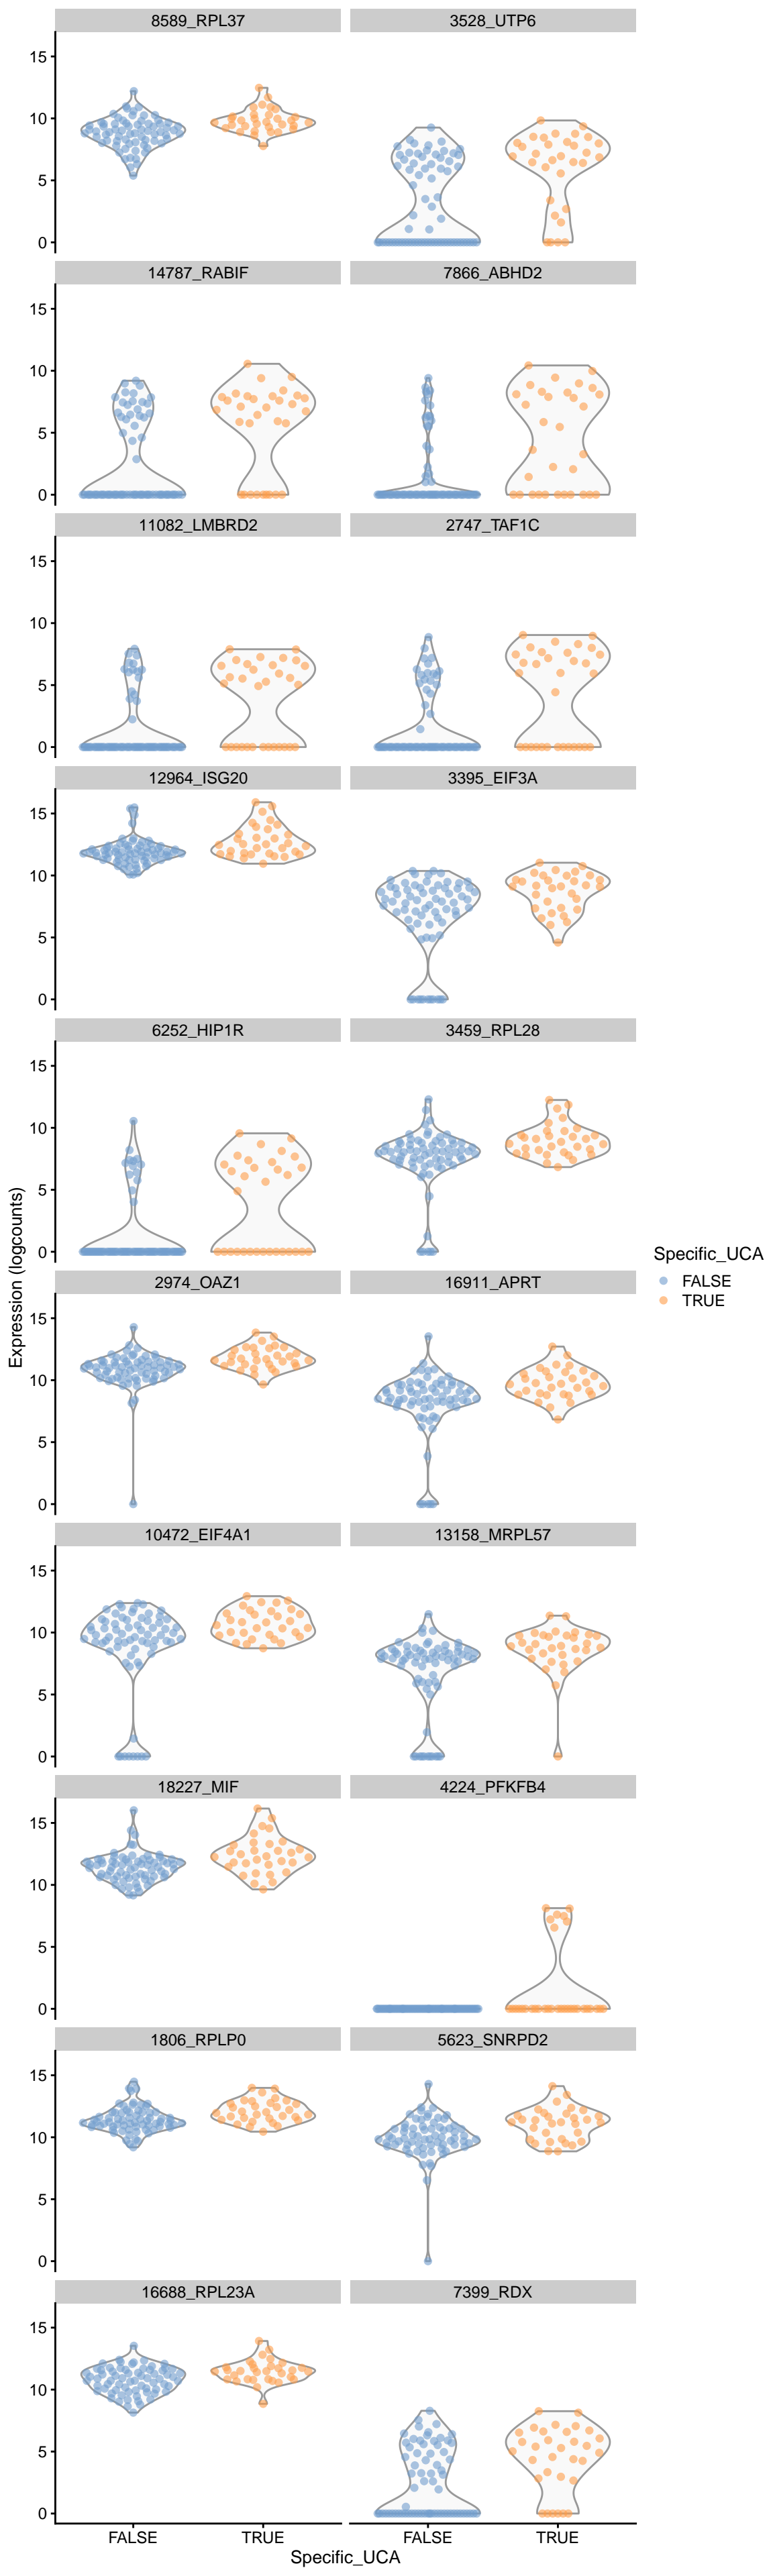 8589_RPL37 3528_UTP6
15
10
5
0
14787_RABIF 7866_ABHD2
15
10
5
0
11082_LMBRD2 2747_TAF1C
15
10
5
0
12964_ISG20 3395_EIF3A
15
10
5
0
6252_HIP1R 3459_RPL28
15
10
5
0
2974_OAZ1 16911_APRT
15
10
5
0
10472_EIF4A1 13158_MRPL57
15
10
5
0
18227_MIF 4224_PFKFB4
15
10
5
0
1806_RPLP0 5623_SNRPD2
15
10
5
0
16688_RPL23A 7399_RDX
15
10
5
0
FALSE TRUE FALSE TRUE
Specific_UCA
Expression (logcounts)
Specific_UCA
FALSE
TRUE